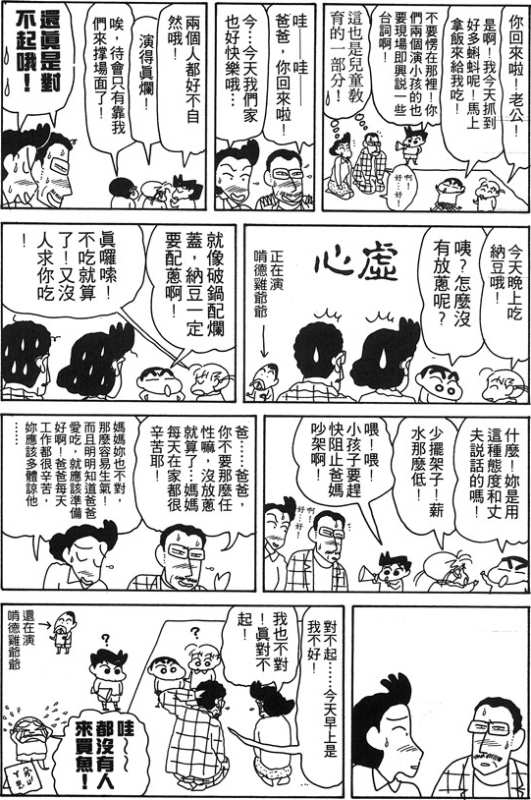 你回來啦！老公！
是啊！我今天抓到
好多蝌蚪呢！馬上
拿飯來給我吃！
不要愣在那裡！你
們兩個演小孩的也
要現場即興說一些
台詞啊！
啊！
好…好！
這也是兒童教
育的一部分！
哇──哇──
爸爸，你回來啦！
今…今天我們家
也好快樂哦…
兩個人都好不自
然哦！
演得眞爛！
唉，待會只有靠我
們來撐場面了！
還眞是對
不起哦！
今天晚上吃
納豆哦！
咦？怎麼沒
有放蔥呢？
心虛
正在演
啃德雞爺爺
就像破鍋配爛
蓋，納豆一定
要配蔥啊！
眞囉嗦！
不吃就算
了！又沒
人求你吃
什麼！妳是用
這種態度和丈
夫說話的嗎！
少擺架子！薪
水那麼低！
喂！喂！
小孩子要趕
快阻止爸媽
吵架啊！
啊！
好！
爸……爸爸，
你不要那麼任
性嘛，沒放蔥
就算了…媽媽
每天在家都很
辛苦耶！
媽媽妳也不對，
那麼容易生氣！
而且明明知道爸爸
愛吃，就應該準備
好啊！爸爸每天
工作都很辛苦，
妳應該多體諒他
……
對不起……今天早上是
我不好！
我也不對
！眞對不
起！
？
？
還在演
啃德雞爺爺
哇~~
都沒有人
來買魚！